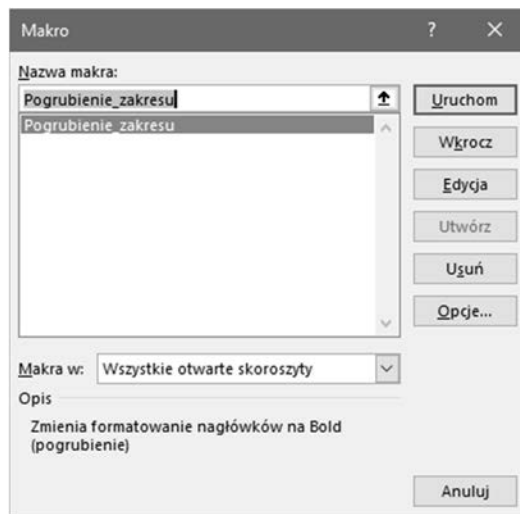 Makro ? ×
Nazwa makra:
Pogrubienie_zakresu
Pogrubienie_zakresu
Uruchom
Wkrocz
Edycja
Utwórz
Usuń
Opcje...
Makra w: Wszystkie otwarte skoroszyty
Opis
Zmienia formatowanie nagłówków na Bold
(pogrubienie)
Anuluj